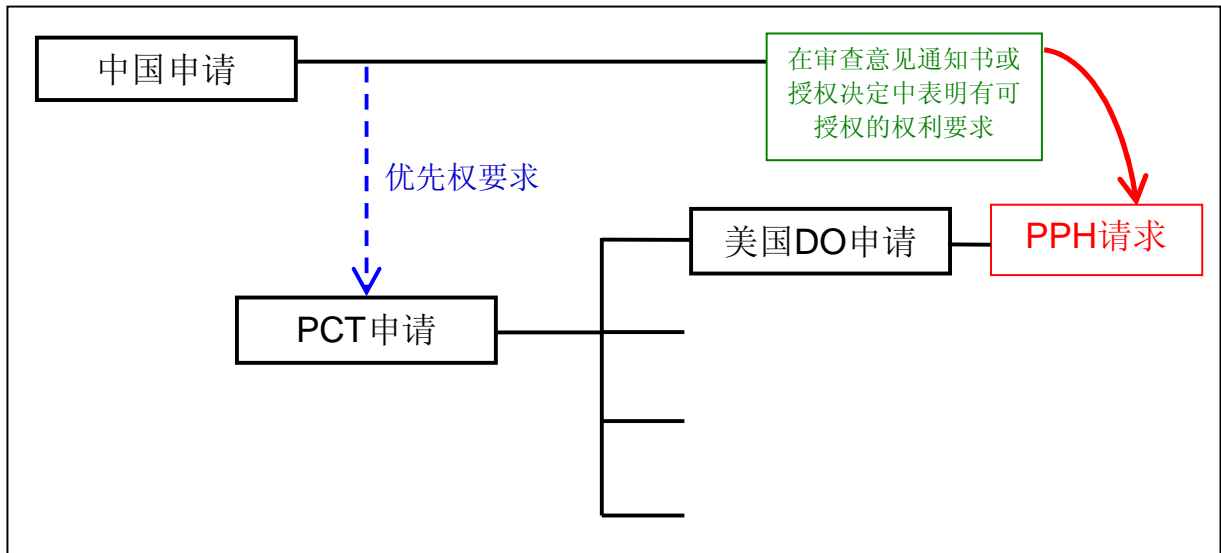 中国申请
在审查意见通知书或
授权决定中表明有可
授权的权利要求
优先权要求
美国DO申请
PPH请求
PCT申请